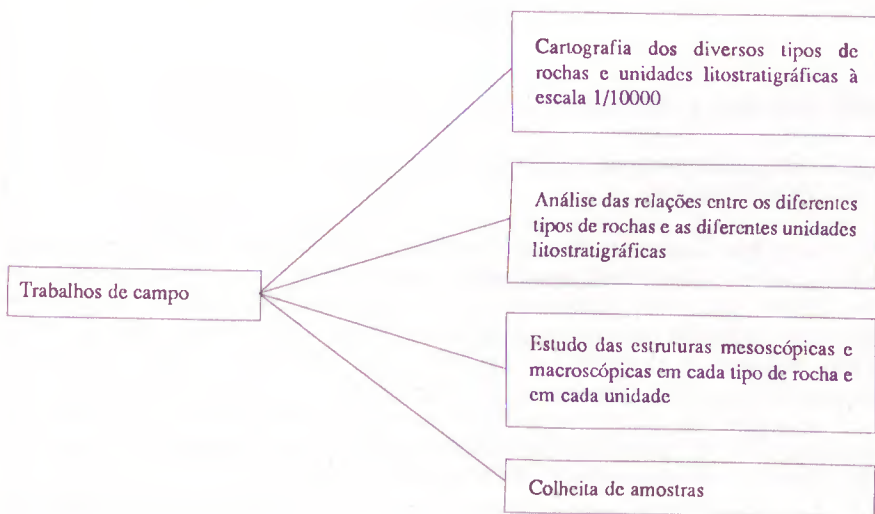 Cartografia dos diversos tipos de
rochas e unidades litostratigráficas à
escala 1/10000
Análise das relações entre os diferentes
tipos de rochas e as diferentes unidades
litostratigráficas
Trabalhos de campo
Estudo das estruturas mesoscópicas e
macroscópicas em cada tipo de rocha e
em cada unidade
Colheita de amostras